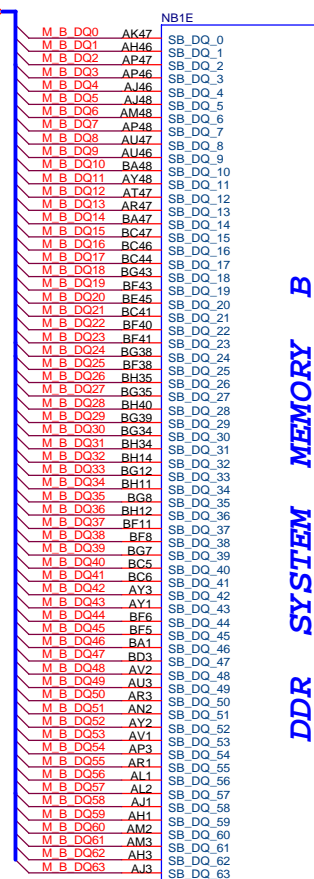 NB1E
M_B_DQ0 AK47 SB_DQ_0
M_B_DQ1 AH46 SB_DQ_1
M_B_DQ2 AP47 SB_DQ_2
M_B_DQ3 AP46 SB_DQ_3
M_B_DQ4 AJ46 SB_DQ_4
M_B_DQ5 AJ48 SB_DQ_5
M_B_DQ6 AM48 SB_DQ_6
M_B_DQ7 AP48 SB_DQ_7
M_B_DQ8 AU47 SB_DQ_8
M_B_DQ9 AU46 SB_DQ_9
M_B_DQ10 BA48 SB_DQ_10
M_B_DQ11 AY48 SB_DQ_11
M_B_DQ12 AT47 SB_DQ_12
M_B_DQ13 AR47 SB_DQ_13
M_B_DQ14 BA47 SB_DQ_14
M_B_DQ15 BC47 SB_DQ_15
M_B_DQ16 BC46 SB_DQ_16
M_B_DQ17 BC44 SB_DQ_17
M_B_DQ18 BG43 SB_DQ_18
M_B_DQ19 BF43 SB_DQ_19
M_B_DQ20 BE45 SB_DQ_20
M_B_DQ21 BC41 SB_DQ_21
M_B_DQ22 BF40 SB_DQ_22
M_B_DQ23 BF41 SB_DQ_23
M_B_DQ24 BG38 SB_DQ_24
M_B_DQ25 BF38 SB_DQ_25
M_B_DQ26 BH35 SB_DQ_26
M_B_DQ27 BG35 SB_DQ_27
M_B_DQ28 BH40 SB_DQ_28
M_B_DQ29 BG39 SB_DQ_29
M_B_DQ30 BG34 SB_DQ_30
M_B_DQ31 BH34 SB_DQ_31
M_B_DQ32 BH14 SB_DQ_32
M_B_DQ33 BG12 SB_DQ_33
M_B_DQ34 BH11 SB_DQ_34
M_B_DQ35 BG8 SB_DQ_35
M_B_DQ36 BH12 SB_DQ_36
M_B_DQ37 BF11 SB_DQ_37
M_B_DQ38 BF8 SB_DQ_38
M_B_DQ39 BG7 SB_DQ_39
M_B_DQ40 BC5 SB_DQ_40
M_B_DQ41 BC6 SB_DQ_41
M_B_DQ42 AY3 SB_DQ_42
M_B_DQ43 AY1 SB_DQ_43
M_B_DQ44 BF6 SB_DQ_44
M_B_DQ45 BF5 SB_DQ_45
M_B_DQ46 BA1 SB_DQ_46
M_B_DQ47 BD3 SB_DQ_47
M_B_DQ48 AV2 SB_DQ_48
M_B_DQ49 AU3 SB_DQ_49
M_B_DQ50 AR3 SB_DQ_50
M_B_DQ51 AN2 SB_DQ_51
M_B_DQ52 AY2 SB_DQ_52
M_B_DQ53 AV1 SB_DQ_53
M_B_DQ54 AP3 SB_DQ_54
M_B_DQ55 AR1 SB_DQ_55
M_B_DQ56 AL1 SB_DQ_56
M_B_DQ57 AL2 SB_DQ_57
M_B_DQ58 AJ1 SB_DQ_58
M_B_DQ59 AH1 SB_DQ_59
M_B_DQ60 AM2 SB_DQ_60
M_B_DQ61 AM3 SB_DQ_61
M_B_DQ62 AH3 SB_DQ_62
M_B_DQ63 AJ3 SB_DQ_63
DDR SYSTEM MEMORY B